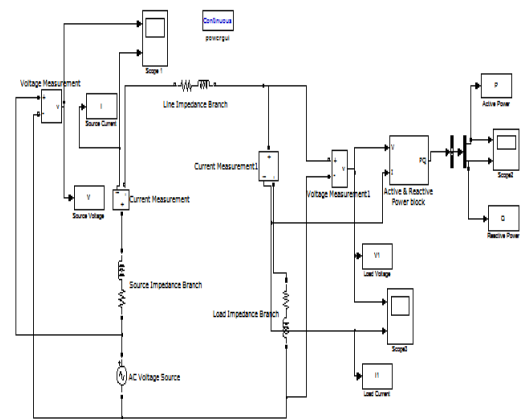 Continuous
powergui
Scope 1
Voltage Measurement
+
-
v
I
Source Current
Line Impedance Branch
V
Source Voltage
Current Measurement
+
-
i
Current Measurement1
+
-
i
+
-
v
Voltage Measurement1
V
I
PQ
Active & Reactive
Power block
P
Active Power
Scope2
Q
Reactive Power
V1
Load Voltage
Source Impedance Branch
Load Impedance Branch
Scope3
I1
Load Current
+
AC Voltage Source